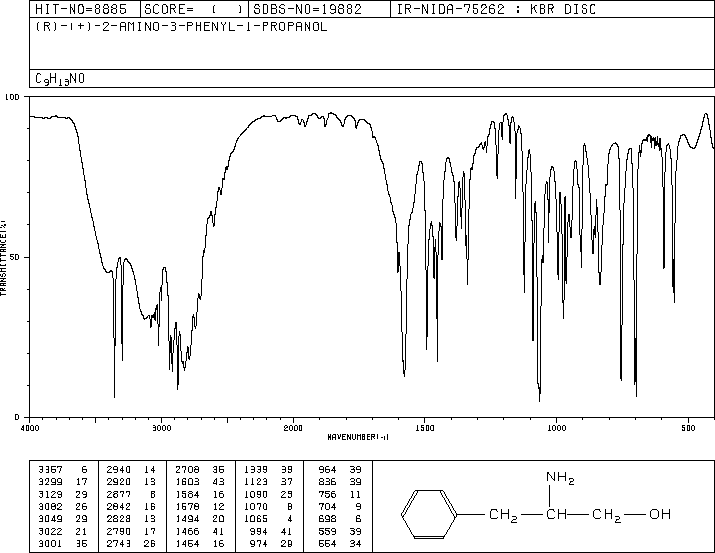 HIT-NO=8885 SCORE= ( ) SDBS-NO=19882 IR-NIDA-75262 : KBR DISC
(R)-(+)-2-AMINO-3-PHENYL-1-PROPANOL
C9H13NO
100
50
0
TRANSMITTANCE(%)
4000 3000 2000 1500 1000 500
WAVENUMBER(-1)
3357 6 2940 14 2708 36 1339 39 964 39
3299 17 2920 13 1603 43 1123 37 836 39
3129 29 2877 8 1584 16 1090 23 756 11
3082 26 2842 16 1578 12 1070 8 704 9
3049 29 2828 13 1494 20 1065 4 698 6
3022 21 2790 17 1466 41 994 41 559 39
3001 35 2743 26 1454 16 974 29 554 34
NH2
CH2 CH CH2 OH